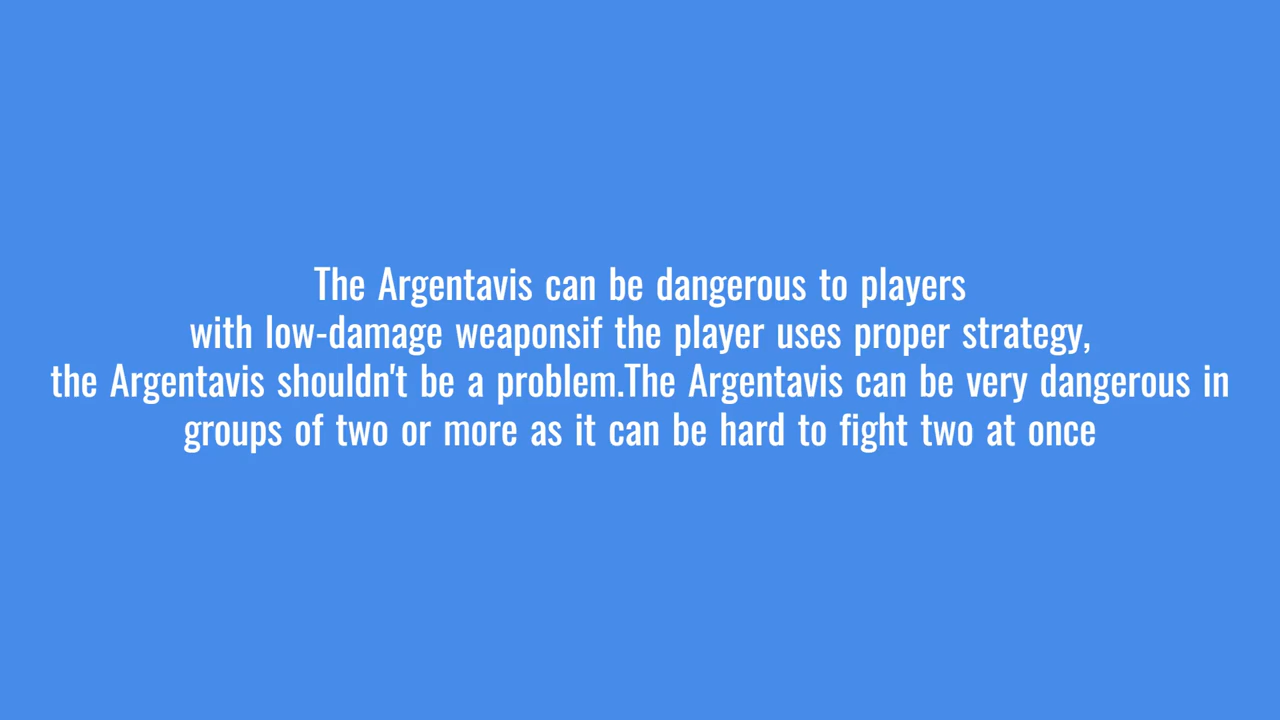 The Argentavis can be dangerous to players
with low-damage weaponsif the player uses proper strategy,
the Argentavis shouldn't be a problem.The Argentavis can be very dangerous in
groups of two or more as it can be hard to fight two at once